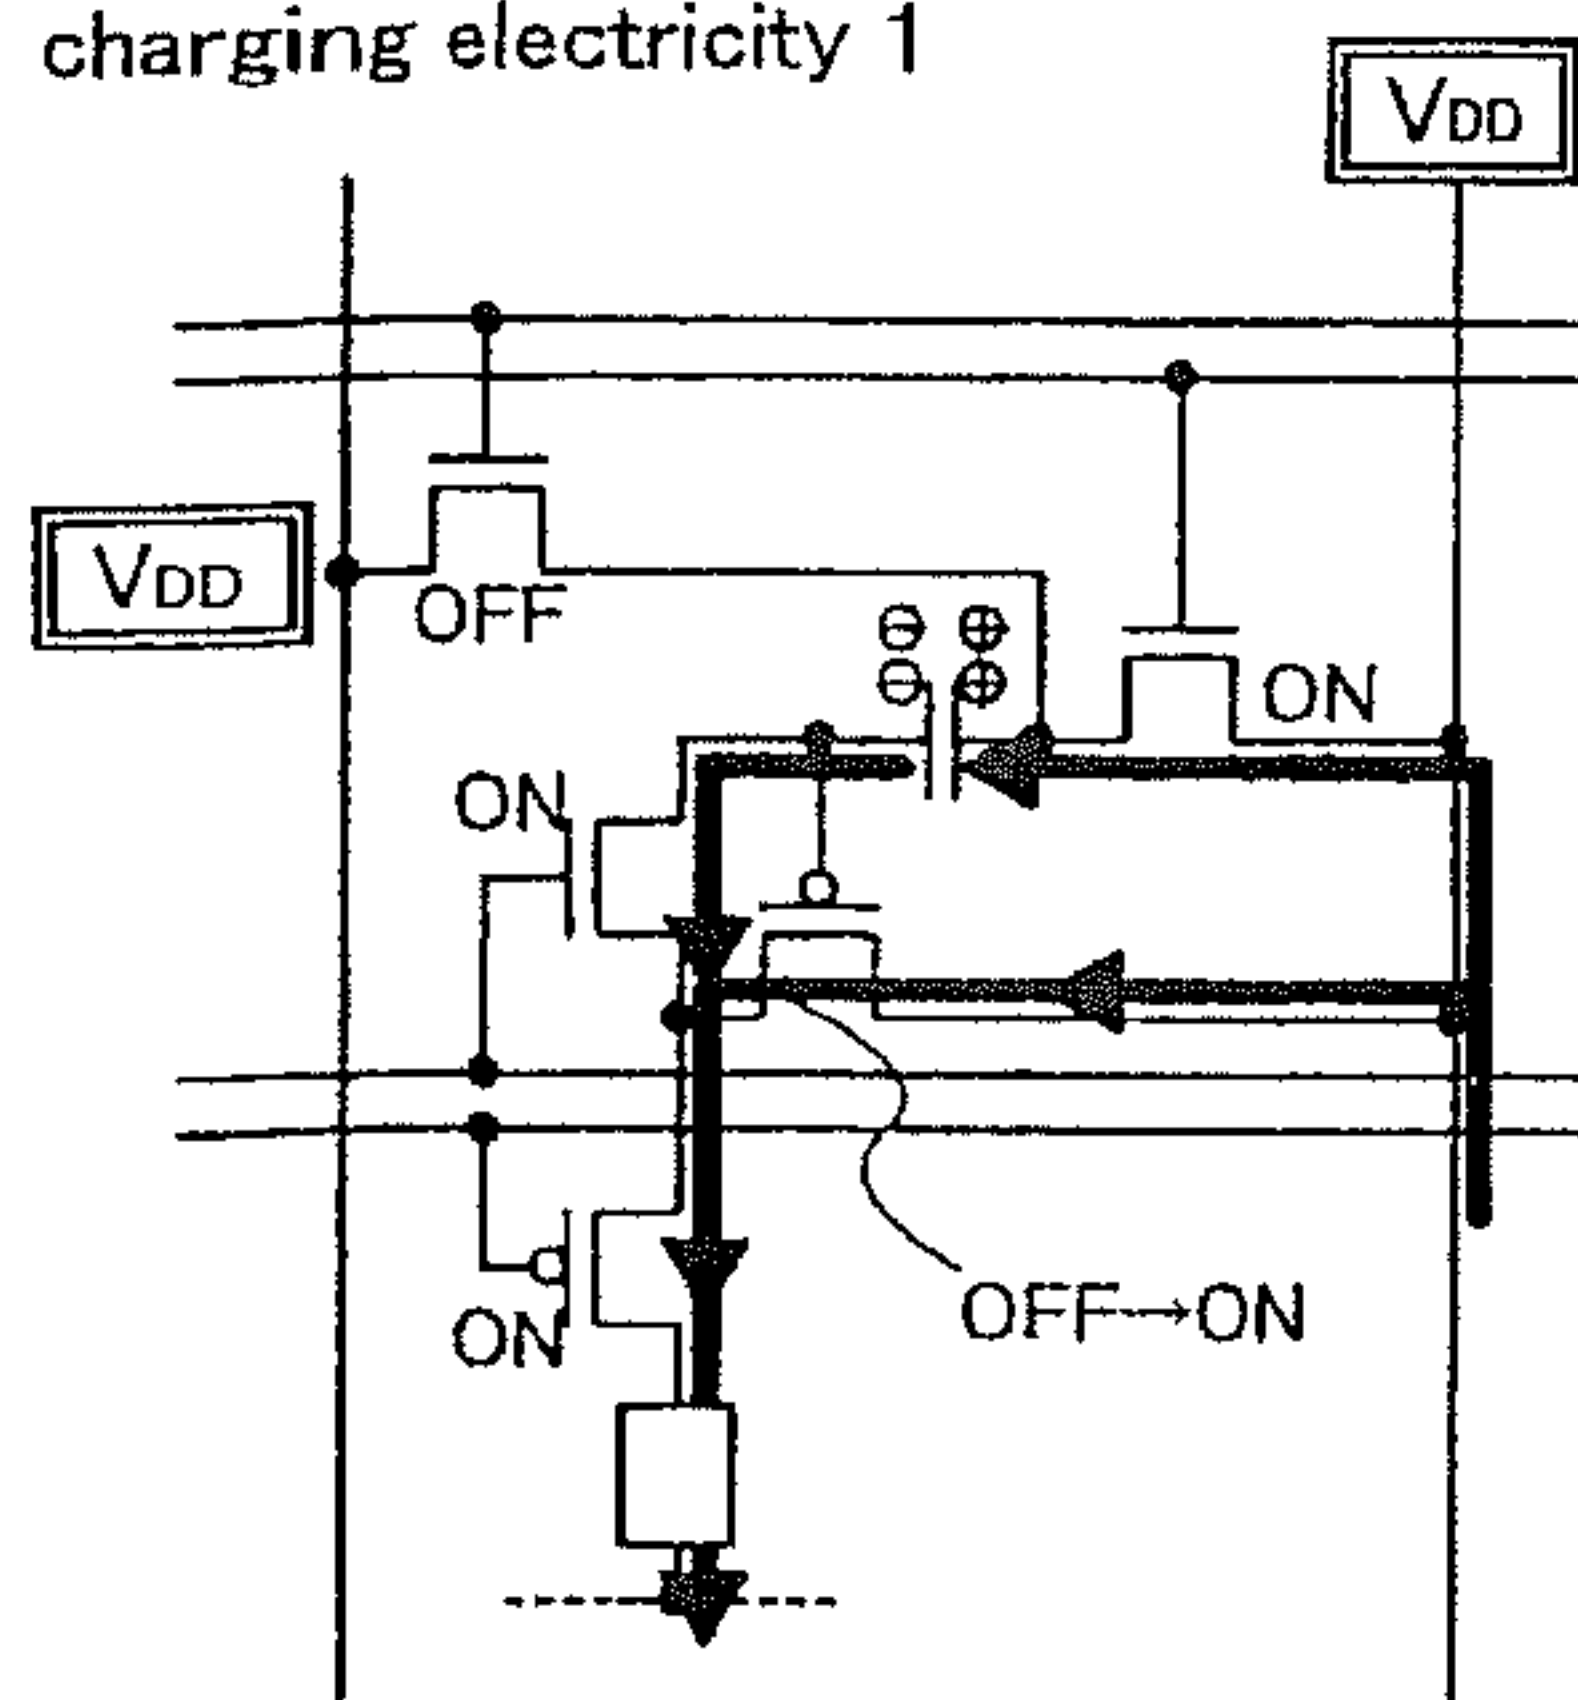 charging electricity 1
VDD
VDD
OFF
⊖ ⊕
⊖ ⊕
ON
ON
ON
OFF→ON